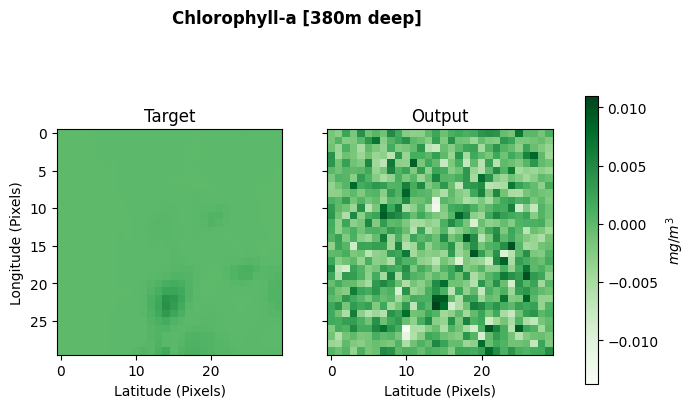 Chlorophyll-a [380m deep]
Target
Output
0
5
10
15
20
25
Longitude (Pixels)
0
10
20
Latitude (Pixels)
0
10
20
Latitude (Pixels)
0.010
0.005
0.000
−0.005
−0.010
mg/m³